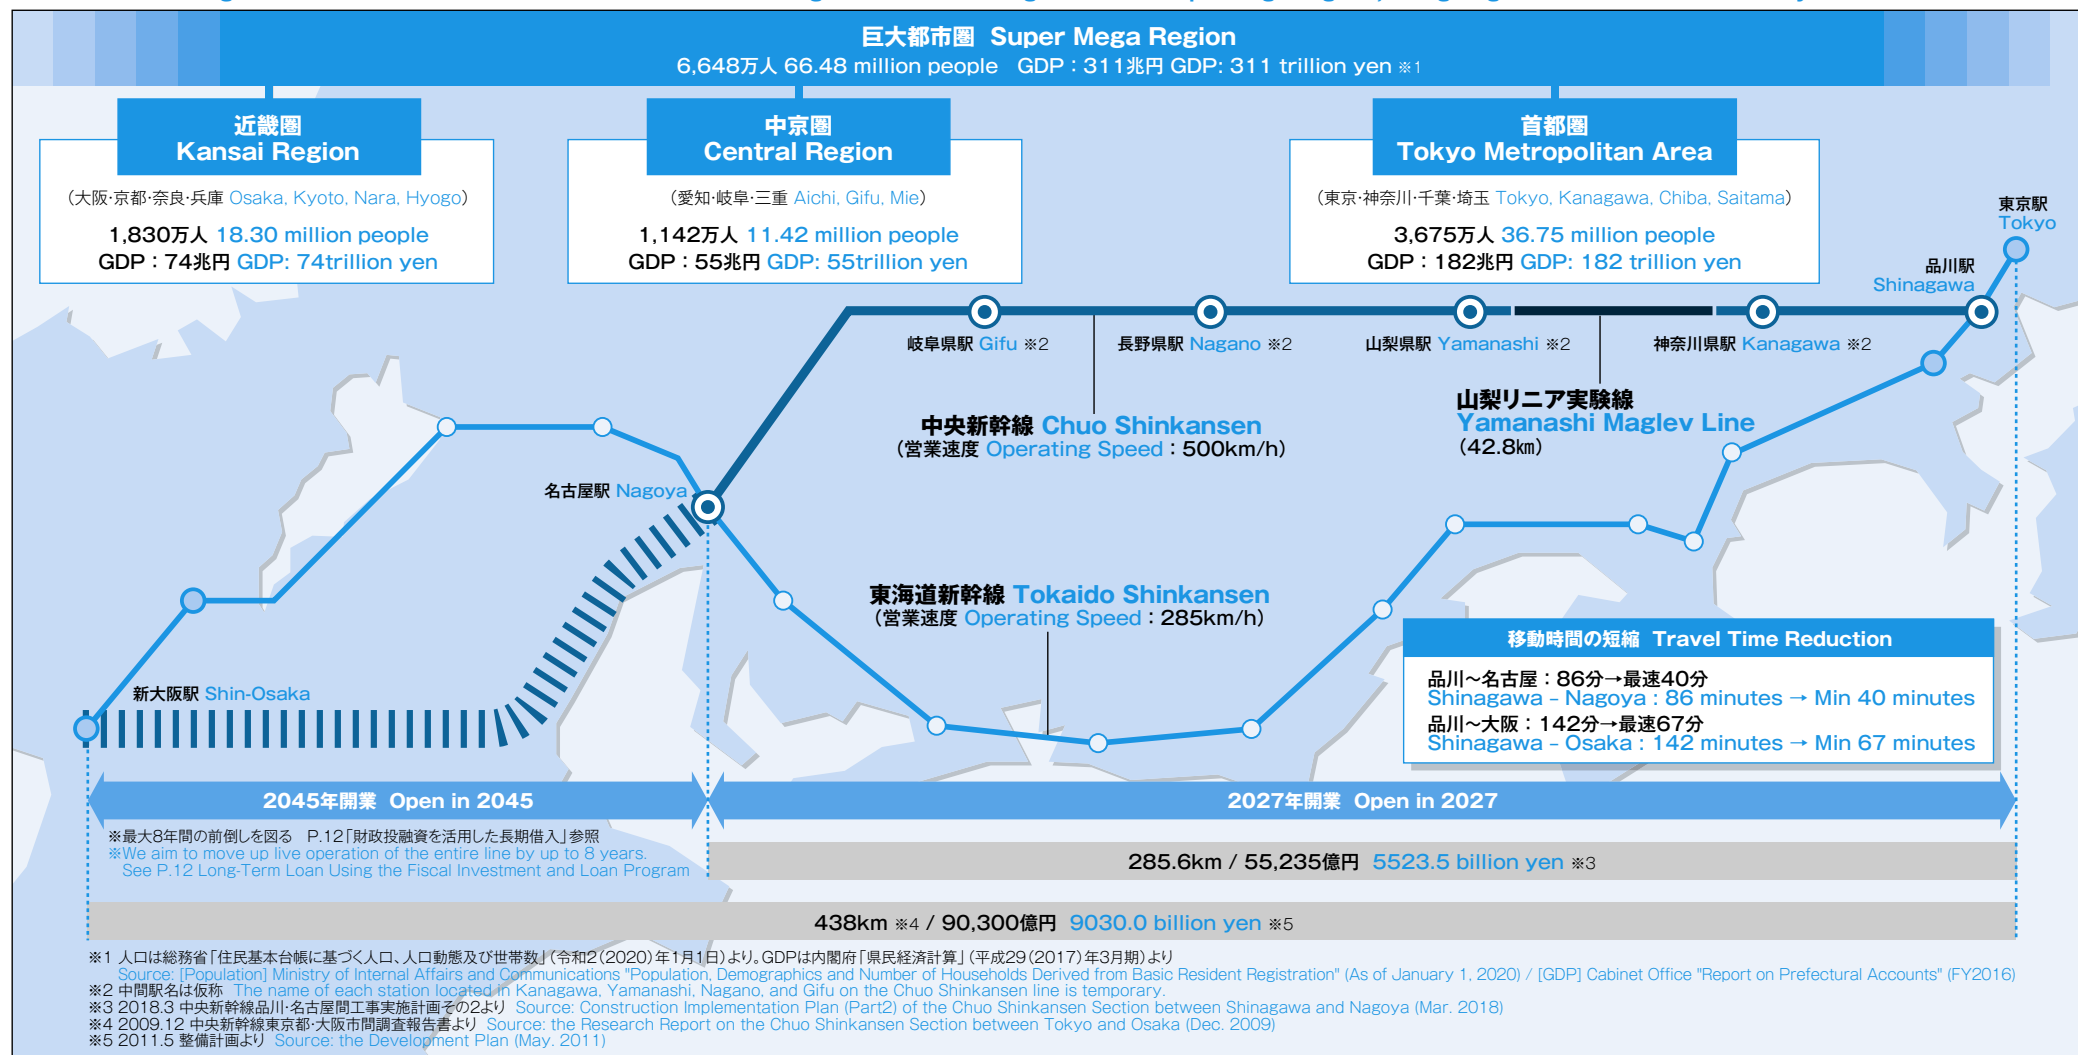 巨大都市圏 Super Mega Region
6,648万人 66.48 million people GDP：311兆円 GDP: 311 trillion yen ※1
近畿圏
Kansai Region
（大阪・京都・奈良・兵庫 Osaka, Kyoto, Nara, Hyogo）
1,830万人 18.30 million people
GDP：74兆円 GDP: 74trillion yen
中京圏
Central Region
（愛知・岐阜・三重 Aichi, Gifu, Mie）
1,142万人 11.42 million people
GDP：55兆円 GDP: 55trillion yen
首都圏
Tokyo Metropolitan Area
（東京・神奈川・千葉・埼玉 Tokyo, Kanagawa, Chiba, Saitama）
3,675万人 36.75 million people
GDP：182兆円 GDP: 182 trillion yen
東京駅
Tokyo
品川駅
Shinagawa
岐阜県駅 Gifu ※2
長野県駅 Nagano ※2
山梨県駅 Yamanashi ※2
神奈川県駅 Kanagawa ※2
中央新幹線 Chuo Shinkansen
（営業速度 Operating Speed：500km/h）
山梨リニア実験線
Yamanashi Maglev Line
（42.8㎞）
名古屋駅 Nagoya
東海道新幹線 Tokaido Shinkansen
（営業速度 Operating Speed：285km/h）
新大阪駅 Shin-Osaka
移動時間の短縮 Travel Time Reduction
品川～名古屋：86分→最速40分
Shinagawa - Nagoya : 86 minutes → Min 40 minutes
品川～大阪：142分→最速67分
Shinagawa - Osaka : 142 minutes → Min 67 minutes
2045年開業 Open in 2045
2027年開業 Open in 2027
※最大8年間の前倒しを図る P.12「財政投融資を活用した長期借入」参照
※We aim to move up live operation of the entire line by up to 8 years.
See P.12 Long-Term Loan Using the Fiscal Investment and Loan Program
285.6km / 55,235億円 5523.5 billion yen ※3
438km ※4 / 90,300億円 9030.0 billion yen ※5
※1 人口は総務省「住民基本台帳に基づく人口、人口動態及び世帯数」（令和2（2020）年1月1日）より。GDPは内閣府「県民経済計算」（平成29（2017）年3月期）より
Source: [Population] Ministry of Internal Affairs and Communications "Population, Demographics and Number of Households Derived from Basic Resident Registration" (As of January 1, 2020) / [GDP] Cabinet Office "Report on Prefectural Accounts" (FY2016)
※2 中間駅名は仮称 The name of each station located in Kanagawa, Yamanashi, Nagano, and Gifu on the Chuo Shinkansen line is temporary.
※3 2018.3 中央新幹線品川・名古屋間工事実施計画その2より Source: Construction Implementation Plan (Part2) of the Chuo Shinkansen Section between Shinagawa and Nagoya (Mar. 2018)
※4 2009.12 中央新幹線東京都・大阪市間調査報告書より Source: the Research Report on the Chuo Shinkansen Section between Tokyo and Osaka (Dec. 2009)
※5 2011.5 整備計画より Source: the Development Plan (May. 2011)